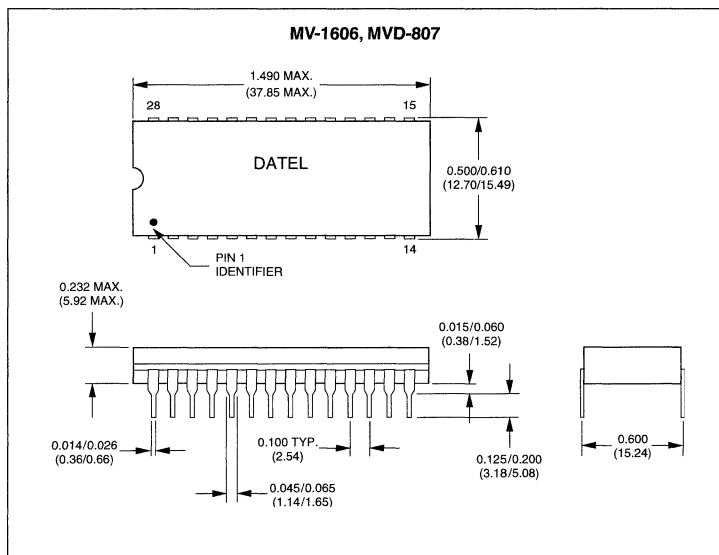 MV-1606, MVD-807
1.490 MAX.
(37.85 MAX.)
28
15
DATEL
0.500/0.610
(12.70/15.49)
1
14
PIN 1
IDENTIFIER
0.232 MAX.
(5.92 MAX.)
0.015/0.060
(0.38/1.52)
0.014/0.026
(0.36/0.66)
0.100 TYP.
(2.54)
0.045/0.065
(1.14/1.65)
0.125/0.200
(3.18/5.08)
0.600
(15.24)